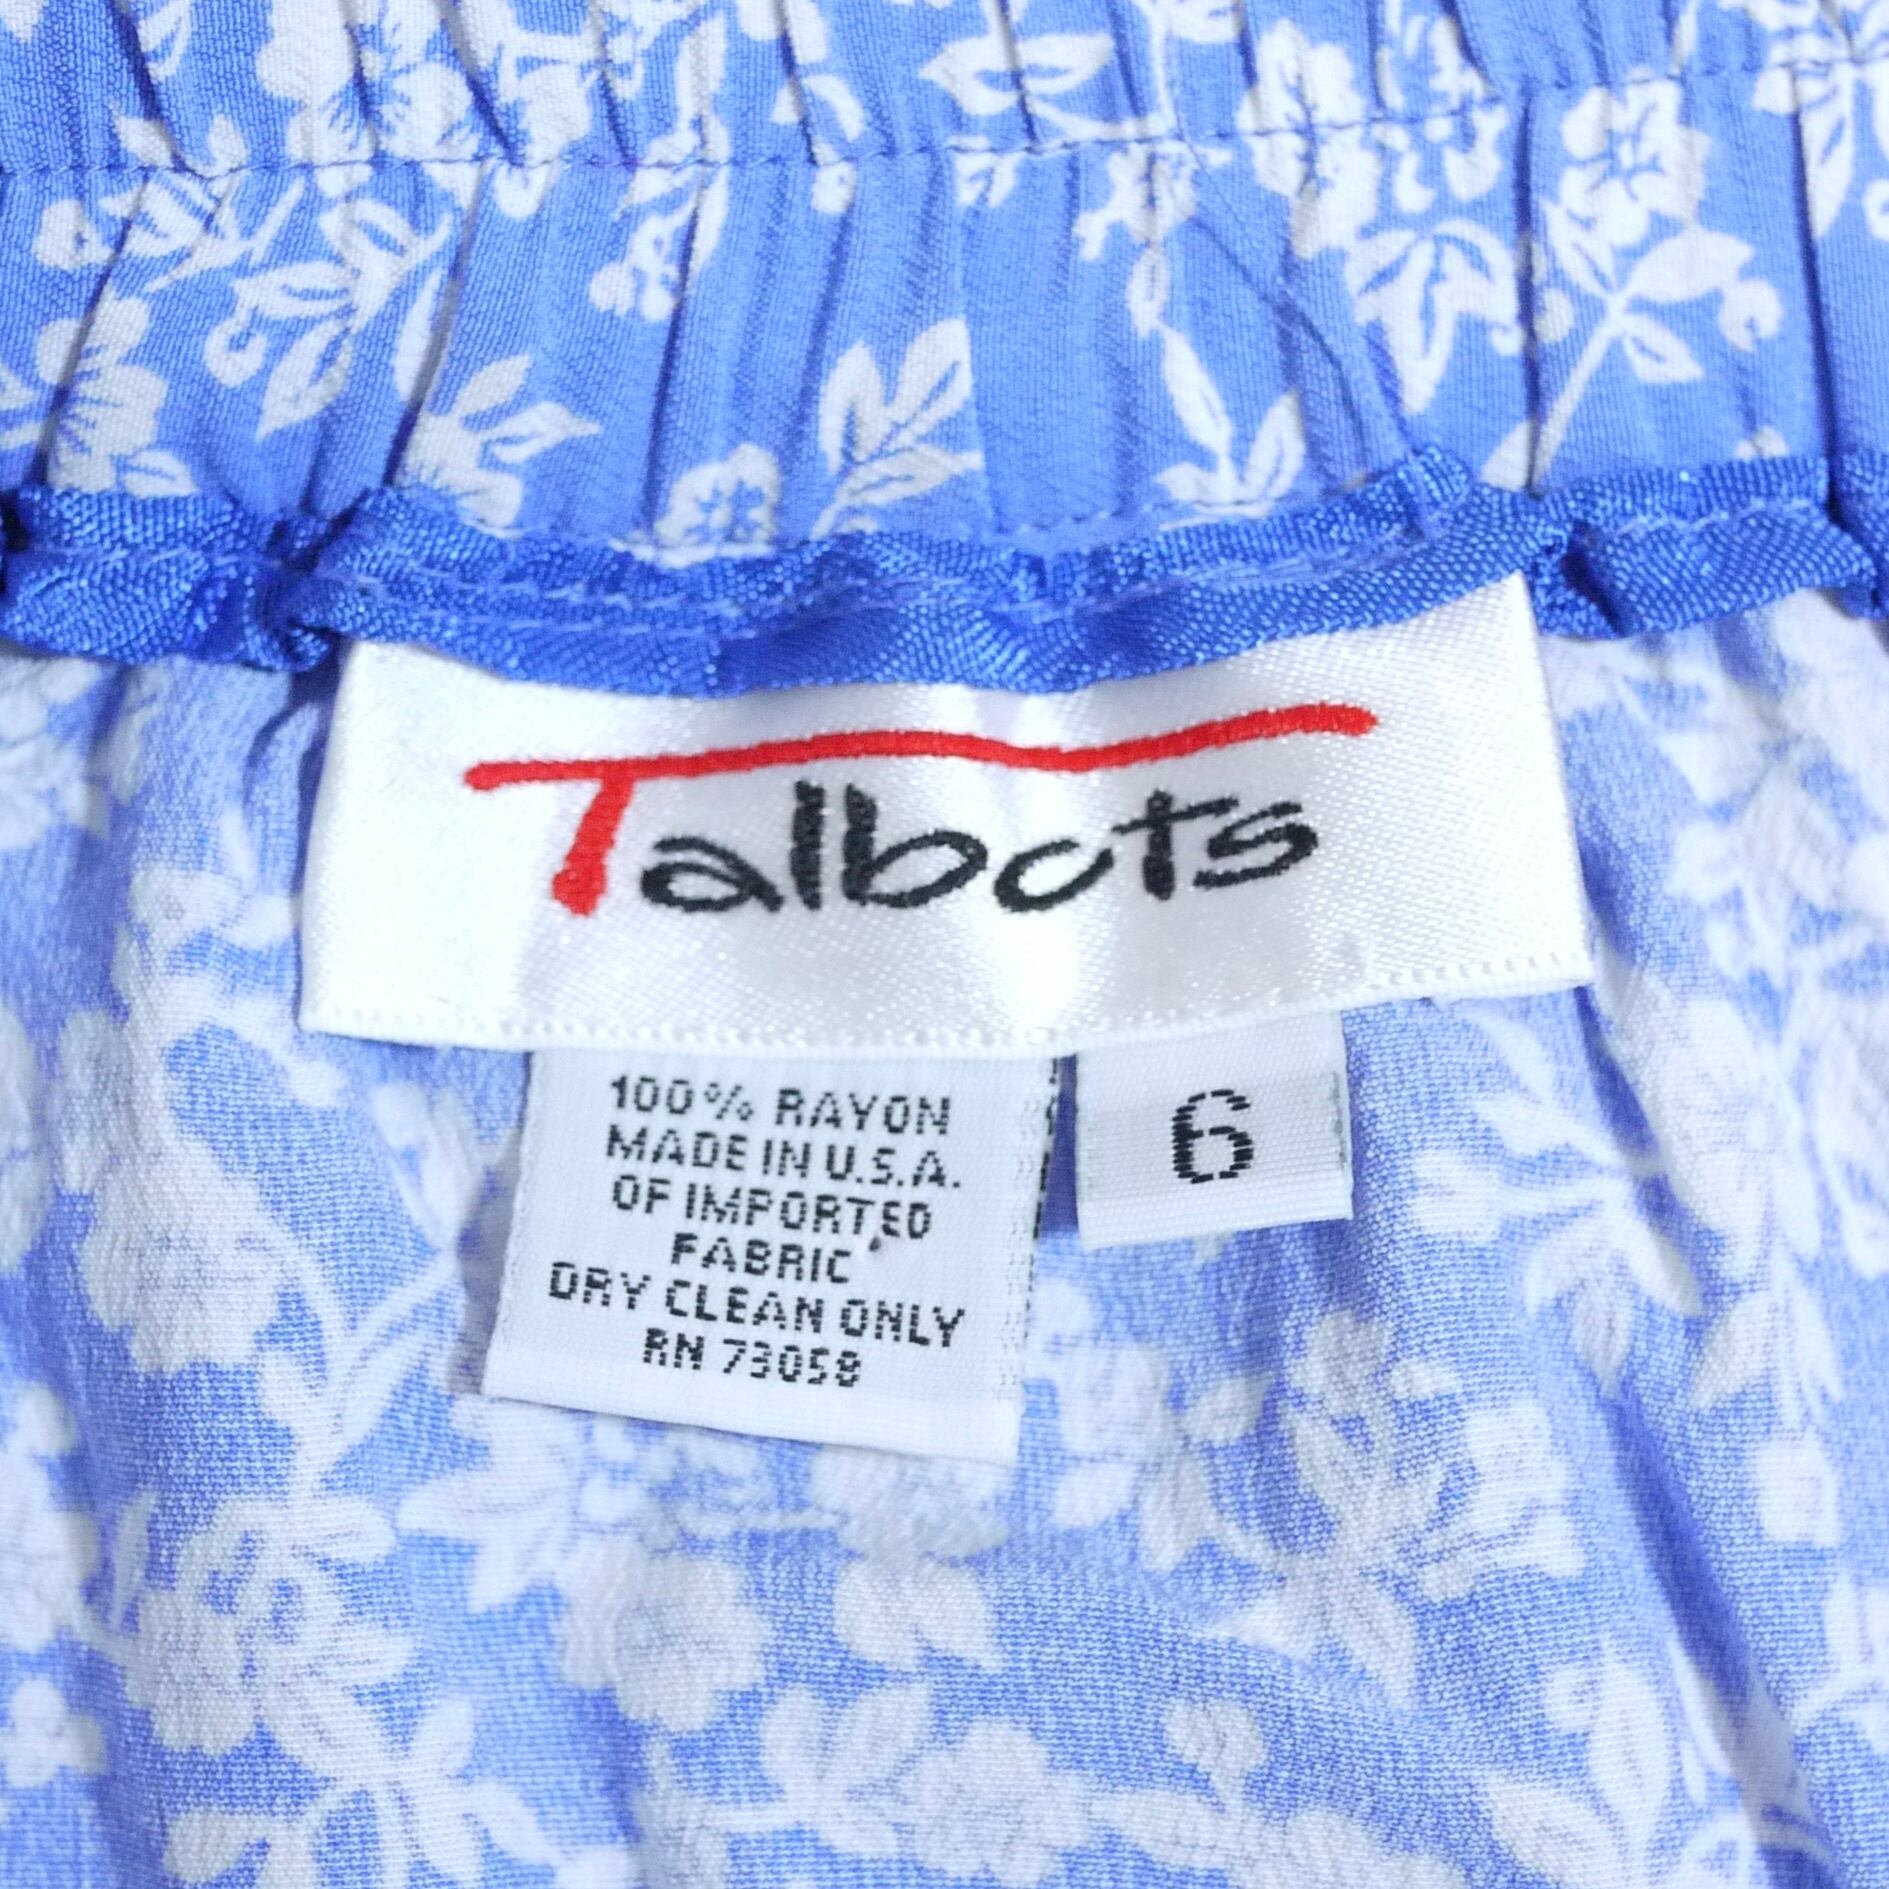 Talbots
100% RAYON
MADE IN U.S.A.
OF IMPORTED
FABRIC
DRY CLEAN ONLY
RN 73058
6